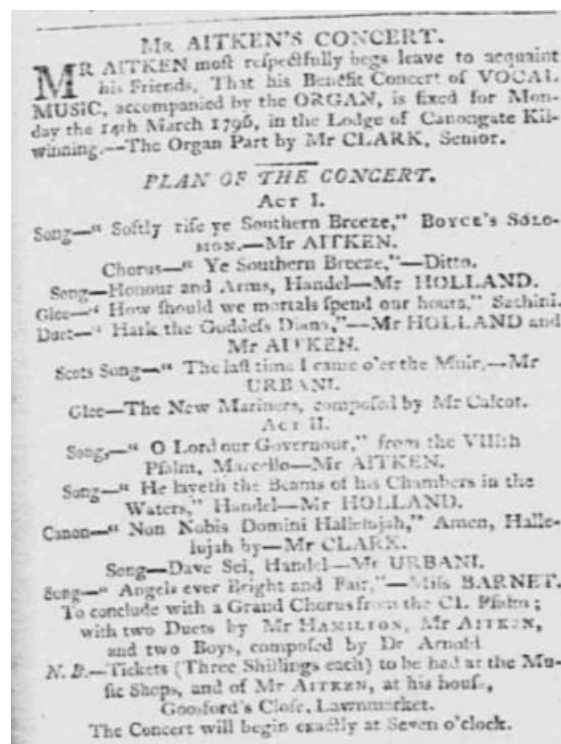 MR AITKEN'S CONCERT.
MR AITKEN moſt reſpectfully begs leave to acquaint
his Friends, That his Benefit Concert of VOCAL
MUSIC, accompanied by the ORGAN, is fixed for Mon-
day the 14th March 1796, in the Lodge of Canongate Kil-
winning.—The Organ Part by Mr CLARK, Senior.
PLAN OF THE CONCERT.
ACT I.
Song—“ Softly riſe ye Southern Breeze,” BOYCE'S SOLO-
MON.—Mr AITKEN.
Chorus—“ Ye Southern Breeze,”—Ditto.
Song—Honour and Arms, Handel—Mr HOLLAND.
Glee—“ How ſhould we mortals ſpend our hours,” Sachini.
Duet—“ Hark the Goddeſs Diana,”—Mr HOLLAND and
Mr AITKEN.
Scots Song—“ The laſt time I came o'er the Muir,—Mr
URBANI.
Glee—The New Mariners, compoſed by Mr Calcot.
ACT II.
Song,—“ O Lord our Governour,” from the VIIIth
Pſalm, Marcello—Mr AITKEN.
Song—“ He layeth the Beams of his Chambers in the
Waters,” Handel—Mr HOLLAND.
Canon—“ Non Nobis Domini Hallelujah,” Amen, Halle-
lujah by—Mr CLARK.
Song—Dave Sei, Handel—Mr URBANI.
Song—“ Angels ever Bright and Fair,”—Miſs BARNET.
To conclude with a Grand Chorus from the CL Pſalm ;
with two Duets by Mr HAMILTON, Mr AITKEN,
and two Boys, compoſed by Dr Arnold
N. B.—Tickets (Three Shillings each) to be had at the Mu-
ſic Shops, and of Mr AITKEN, at his houſe,
Gosford's Cloſe, Lawnmarket.
The Concert will begin exactly at Seven o'clock.